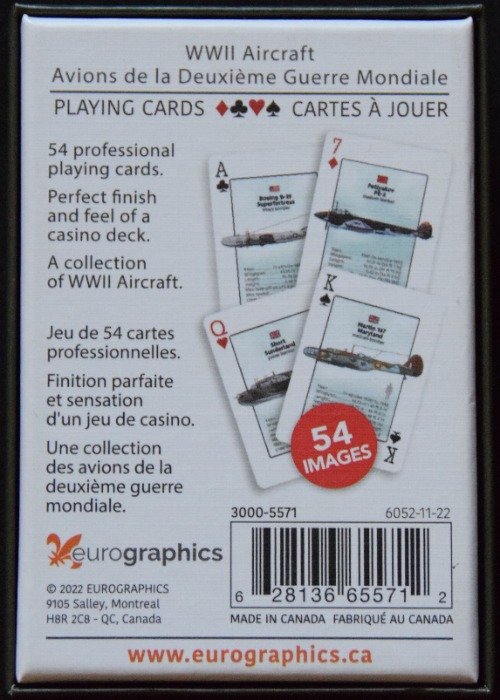 WWII Aircraft
Avions de la Deuxième Guerre Mondiale
PLAYING CARDS ♦♣♥♠ CARTES À JOUER
54 professional
playing cards.
Perfect finish
and feel of a
casino deck.
A collection
of WWII Aircraft.
Jeu de 54 cartes
professionnelles.
Finition parfaite
et sensation
d'un jeu de casino.
Une collection
des avions de la
deuxième guerre
mondiale.
A
Boeing B-29
Superfortress
7
Petlyakov
PE-2
Q
Short
Sunderland
K
Martin 167
Maryland
K
54
IMAGES
3000-5571
6052-11-22
6 28136 65571 2
MADE IN CANADA FABRIQUÉ AU CANADA
eurographics
© 2022 EUROGRAPHICS
9105 Salley, Montreal
H8R 2C8 - QC, Canada
www.eurographics.ca